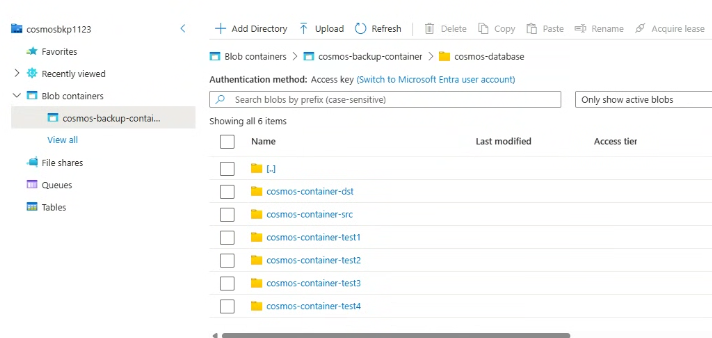 cosmosbkp1123
Favorites
Recently viewed
Blob containers
cosmos-backup-contai...
View all
File shares
Queues
Tables
Add Directory Upload Refresh Delete Copy Paste Rename Acquire lease
Blob containers > cosmos-backup-container > cosmos-database
Authentication method: Access key (Switch to Microsoft Entra user account)
Search blobs by prefix (case-sensitive) Only show active blobs
Showing all 6 items
Name Last modified Access tier
[..]
cosmos-container-dst
cosmos-container-src
cosmos-container-test1
cosmos-container-test2
cosmos-container-test3
cosmos-container-test4